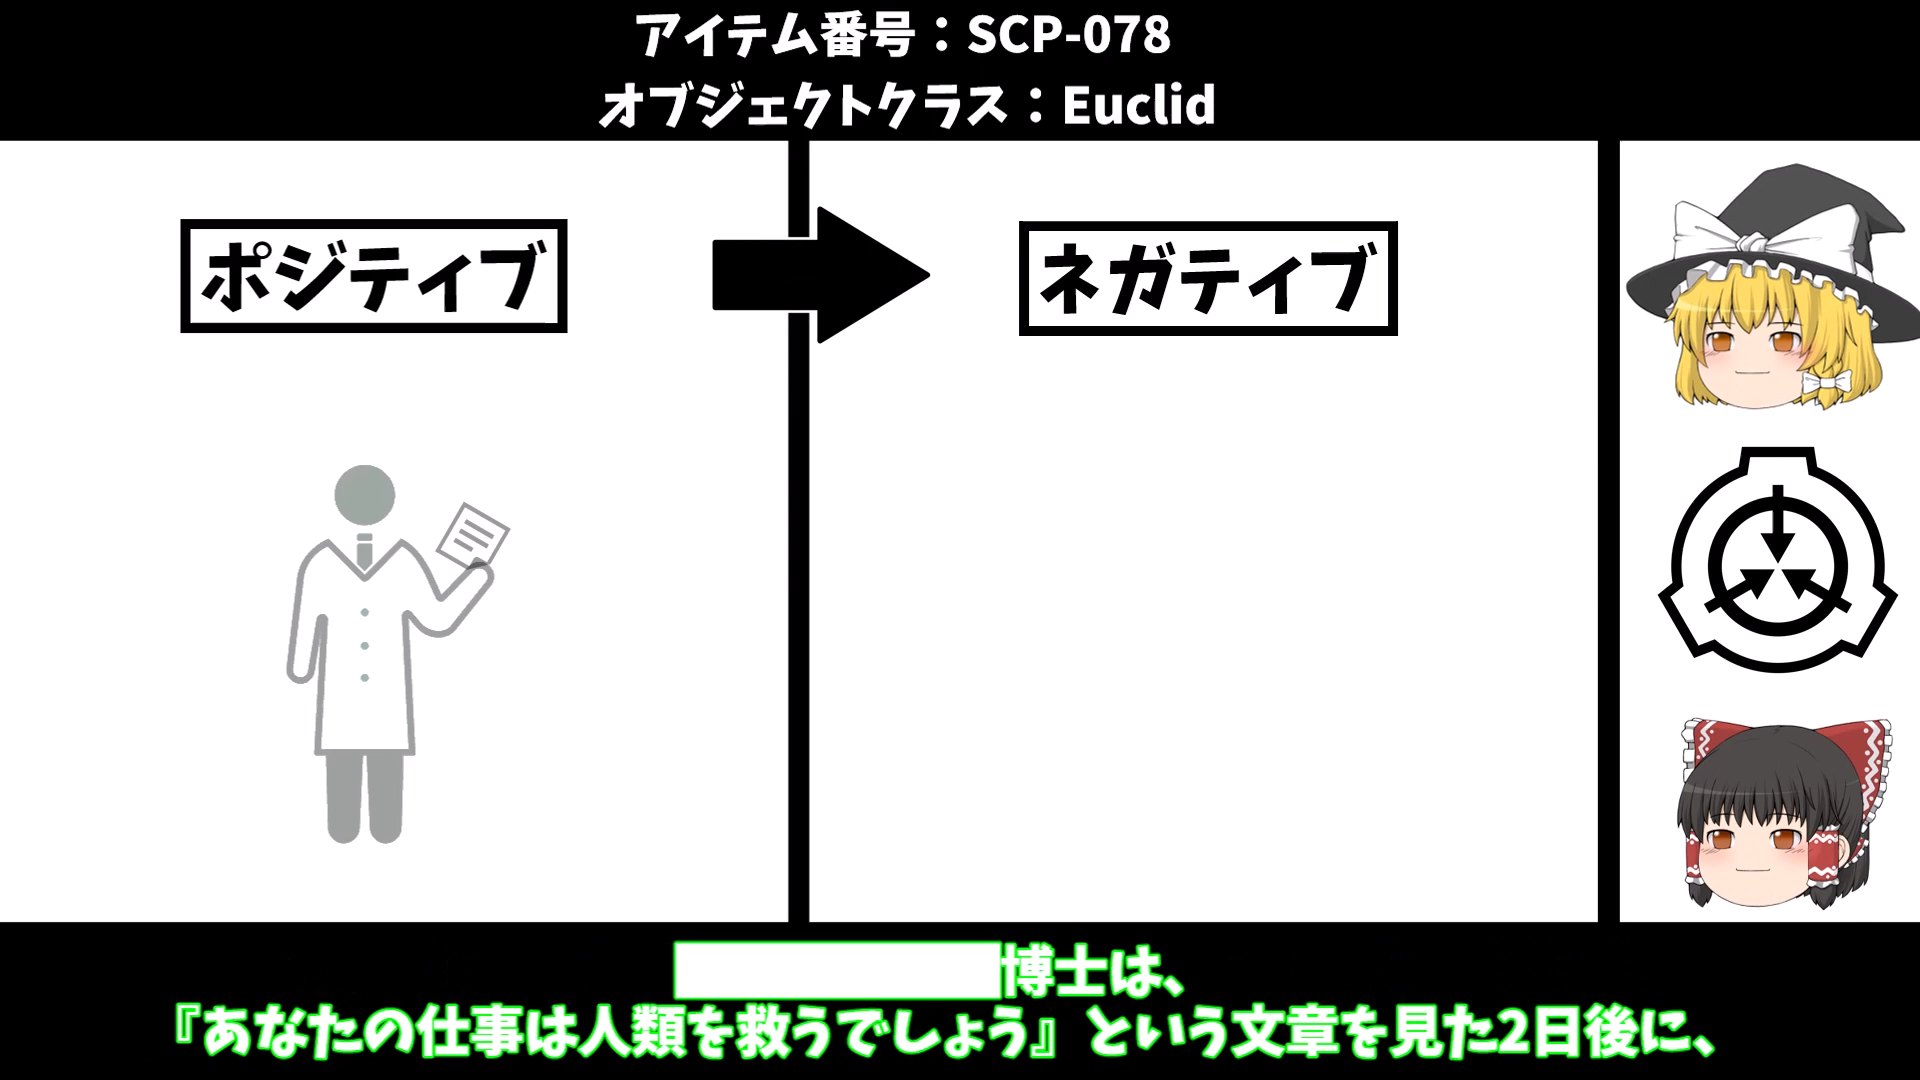 アイテム番号：SCP-078
オブジェクトクラス：Euclid
ポジティブ
ネガティブ
博士は、
『あなたの仕事は人類を救うでしょう』という文章を見た2日後に、